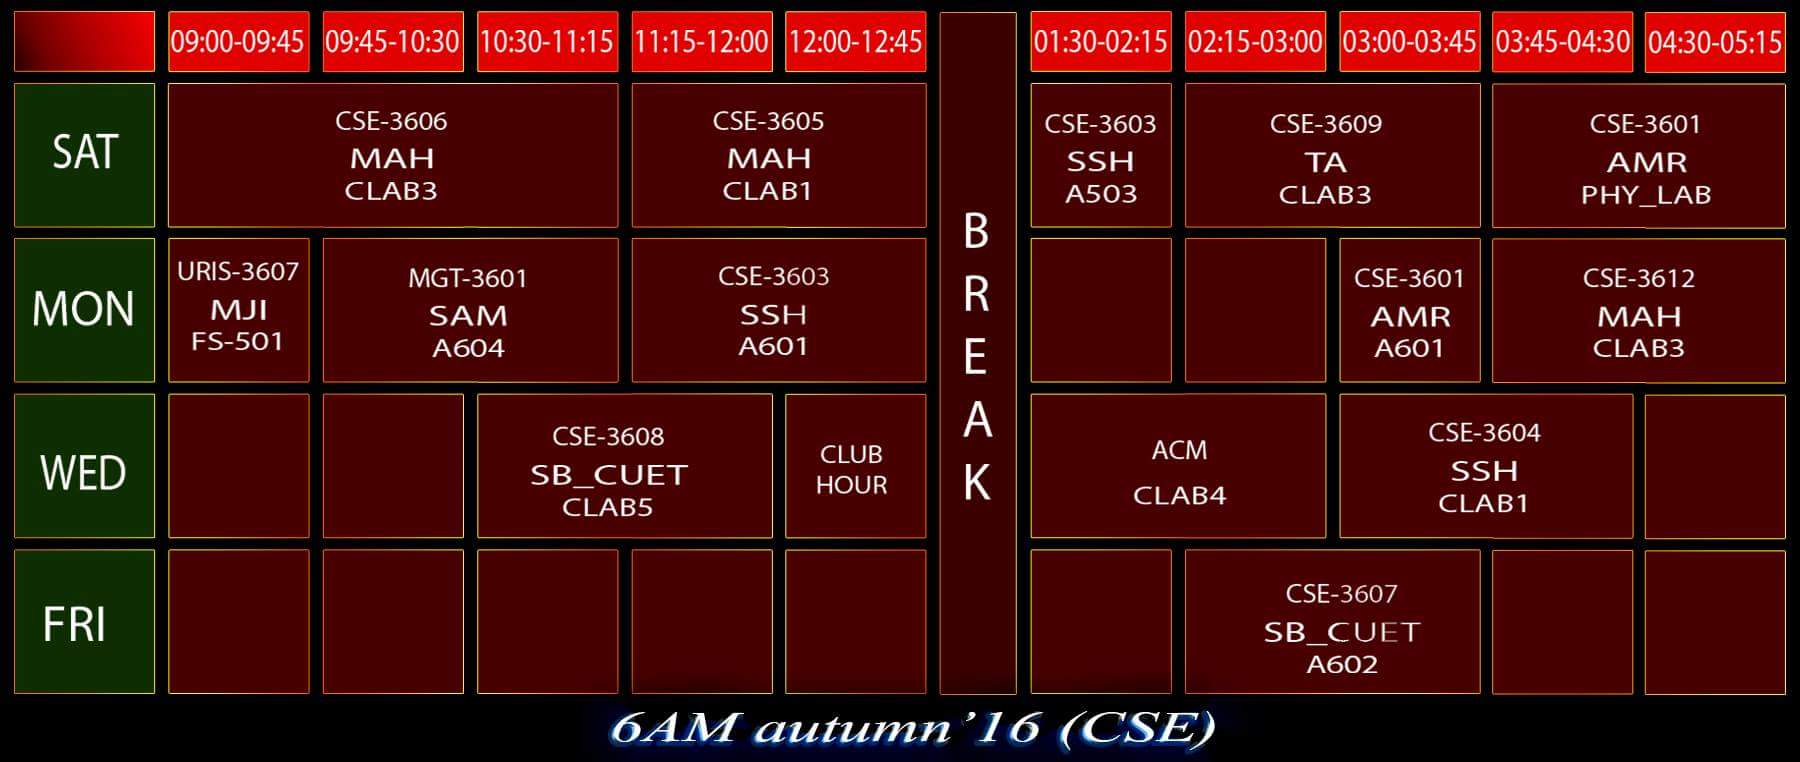 09:00-09:45 09:45-10:30 10:30-11:15 11:15-12:00 12:00-12:45 01:30-02:15 02:15-03:00 03:00-03:45 03:45-04:30 04:30-05:15
SAT
CSE-3606
MAH
CLAB3
CSE-3605
MAH
CLAB1
BREAK
CSE-3603
SSH
A503
CSE-3609
TA
CLAB3
CSE-3601
AMR
PHY_LAB
MON
URIS-3607
MJI
FS-501
MGT-3601
SAM
A604
CSE-3603
SSH
A601
CSE-3601
AMR
A601
CSE-3612
MAH
CLAB3
WED
CSE-3608
SB_CUET
CLAB5
CLUB
HOUR
ACM
CLAB4
CSE-3604
SSH
CLAB1
FRI
CSE-3607
SB_CUET
A602
6AM autumn’16 (CSE)